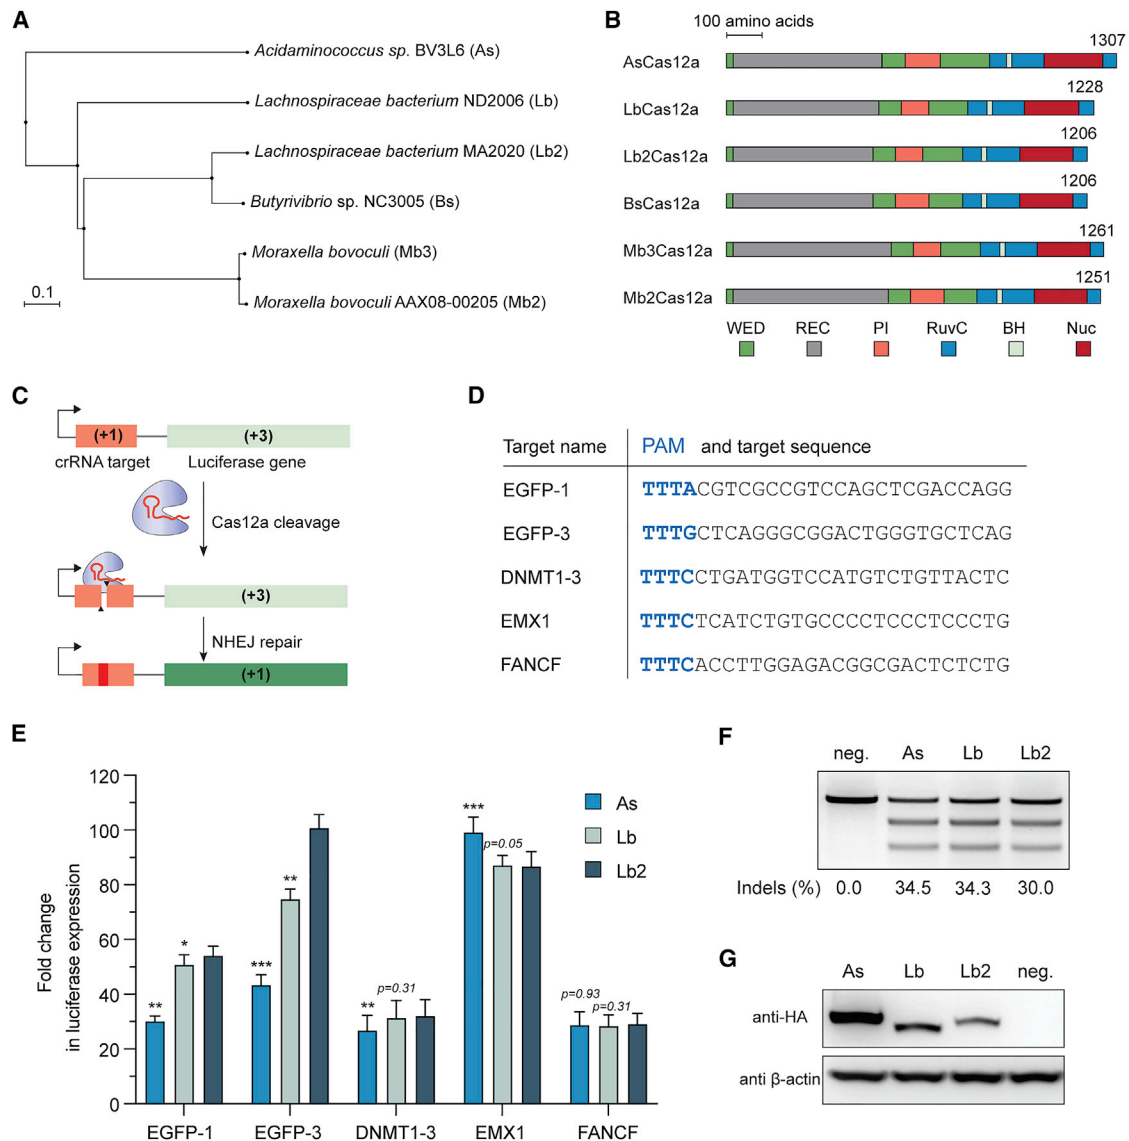 A
Acidaminococcus sp. BV3L6 (As)
Lachnospiraceae bacterium ND2006 (Lb)
Lachnospiraceae bacterium MA2020 (Lb2)
Butyrivibrio sp. NC3005 (Bs)
Moraxella bovoculi (Mb3)
Moraxella bovoculi AAX08-00205 (Mb2)
0.1
B
100 amino acids
AsCas12a 1307
LbCas12a 1228
Lb2Cas12a 1206
BsCas12a 1206
Mb3Cas12a 1261
Mb2Cas12a 1251
WED REC PI RuvC BH Nuc
C
(+1) (+3)
crRNA target Luciferase gene
Cas12a cleavage
(+3)
NHEJ repair
(+1)
D
Target name PAM and target sequence
EGFP-1 TTTACGTCGCCGTCCAGCTCGACCAGG
EGFP-3 TTTGCTCAGGGCGGACTGGGTGCTCAG
DNMT1-3 TTTCCTGATGGTCCATGTCTGTTACTC
EMX1 TTTCTCATCTGTGCCCCTCCCTCCCTG
FANCF TTTCACCTTGGAGACGGCGACTCTCTG
E
Fold change
in luciferase expression
120
100
80
60
40
20
0
** *
*** **
** p=0.31
*** p=0.05
p=0.93 p=0.31
As
Lb
Lb2
EGFP-1 EGFP-3 DNMT1-3 EMX1 FANCF
F
neg. As Lb Lb2
Indels (%) 0.0 34.5 34.3 30.0
G
As Lb Lb2 neg.
anti-HA
anti β-actin